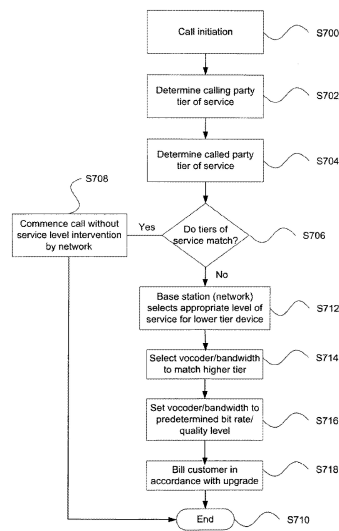 Call initiation
S700
Determine calling party
tier of service
S702
Determine called party
tier of service
S704
S708
Commence call without
service level intervention
by network
Yes
Do tiers of
service match?
S706
No
Base station (network)
selects appropriate level of
service for lower tier device
S712
Select vocoder/bandwidth
to match higher tier
S714
Set vocoder/bandwidth to
predetermined bit rate/
quality level
S716
Bill customer in
accordance with upgrade
S718
End
S710